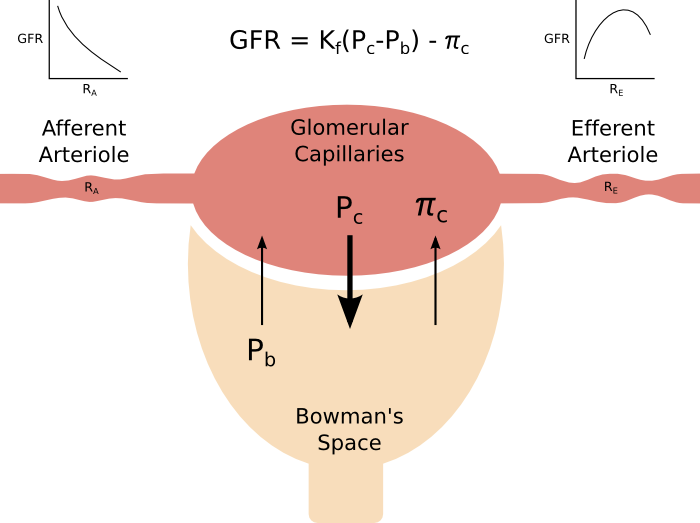 GFR
R_A
GFR = K_f(P_c-P_b) - π_c
GFR
R_E
Afferent
Arteriole
Glomerular
Capillaries
Efferent
Arteriole
R_A
R_E
P_c
π_c
P_b
Bowman's
Space